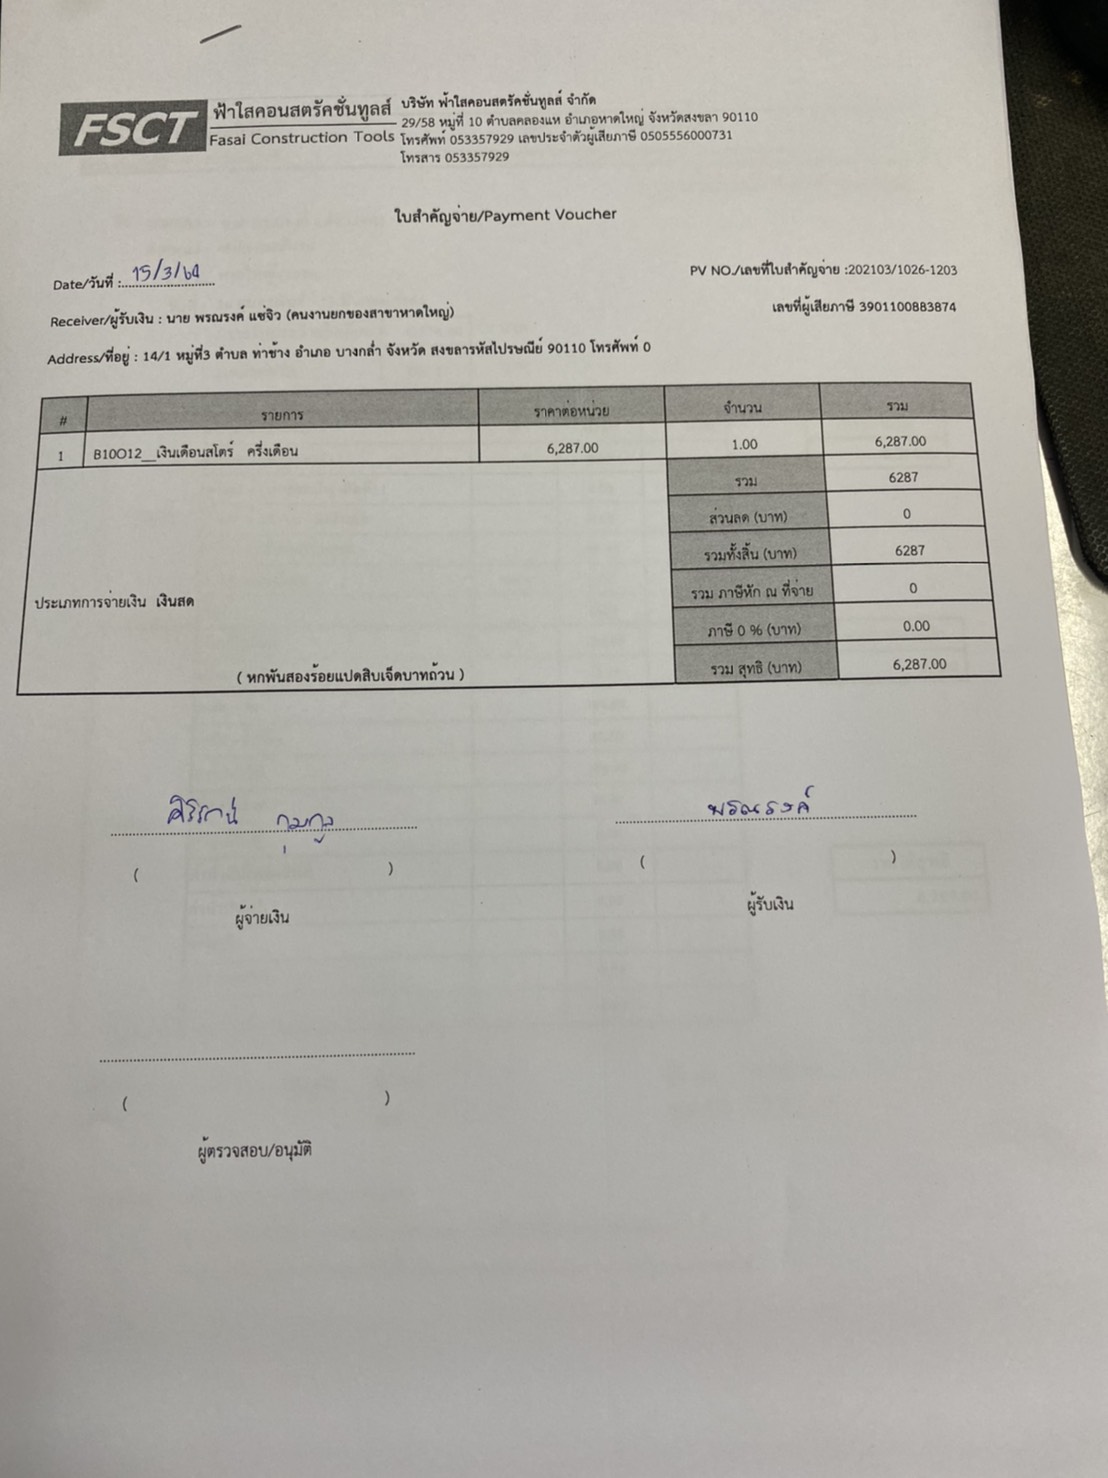 FSCT
ฟ้าใสคอนสตรัคชั่นทูลส์
Fasai Construction Tools
บริษัท ฟ้าใสคอนสตรัคชั่นทูลส์ จำกัด
29/58 หมู่ที่ 10 ตำบลคลองแห อำเภอหาดใหญ่ จังหวัดสงขลา 90110
โทรศัพท์ 053357929 เลขประจำตัวผู้เสียภาษี 0505556000731
โทรสาร 053357929
ใบสำคัญจ่าย/Payment Voucher
Date/วันที่ : 15/3/64
PV NO./เลขที่ใบสำคัญจ่าย :202103/1026-1203
Receiver/ผู้รับเงิน : นาย พรณรงค์ แซ่จิว (คนงานยกของสาขาหาดใหญ่)
เลขที่ผู้เสียภาษี 3901100883874
Address/ที่อยู่ : 14/1 หมู่ที่3 ตำบล ท่าช้าง อำเภอ บางกล่ำ จังหวัด สงขลารหัสไปรษณีย์ 90110 โทรศัพท์ 0
# รายการ ราคาต่อหน่วย จำนวน รวม
1 B10O12__เงินเดือนสโตร์ ครึ่งเดือน 6,287.00 1.00 6,287.00
รวม 6287
ส่วนลด (บาท) 0
รวมทั้งสิ้น (บาท) 6287
ประเภทการจ่ายเงิน เงินสด
รวม ภาษีหัก ณ ที่จ่าย 0
ภาษี 0 % (บาท) 0.00
( หกพันสองร้อยแปดสิบเจ็ดบาทถ้วน )
รวม สุทธิ (บาท) 6,287.00
พรณรงค์
( )
( )
ผู้จ่ายเงิน
ผู้รับเงิน
( )
ผู้ตรวจสอบ/อนุมัติ